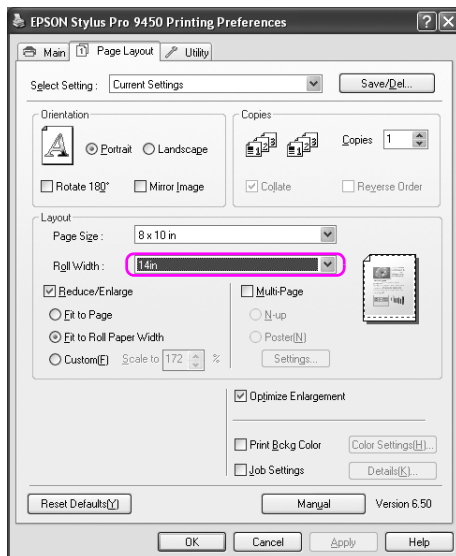 EPSON Stylus Pro 9450 Printing Preferences
Main Page Layout Utility
Select Setting : Current Settings Save/Del...
Orientation
Portrait Landscape
Rotate 180° Mirror Image
Copies
Copies 1
Collate Reverse Order
Layout
Page Size : 8 x 10 in
Roll Width : 14in
Reduce/Enlarge
Fit to Page
Fit to Roll Paper Width
Custom(F) Scale to 172 %
Multi-Page
N-up
Poster(N)
Settings...
Optimize Enlargement
Print Bckg Color Color Settings(H)...
Job Settings Details(K)...
Reset Defaults(Y) Manual Version 6.50
OK Cancel Apply Help